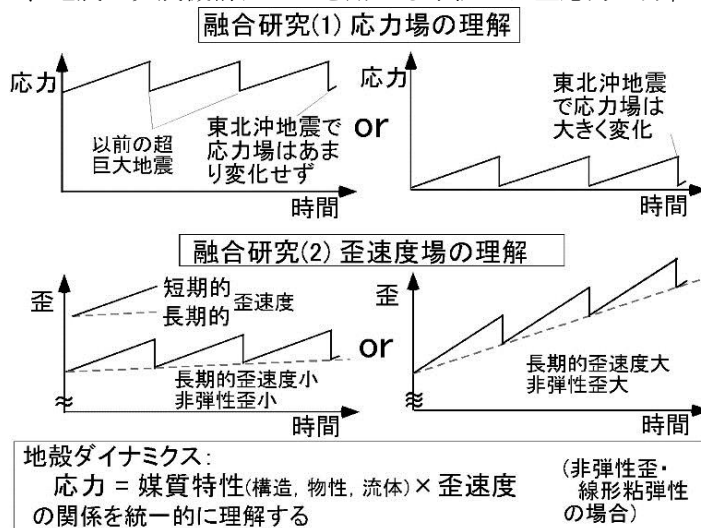 融合研究(1) 応力場の理解
応力
以前の超
巨大地震
東北沖地震で
応力場はあま
り変化せず
時間
or
応力
東北沖地震
で応力場は
大きく変化
時間
融合研究(2) 歪速度場の理解
歪
短期的
長期的
歪速度
長期的歪速度小
非弾性歪小
時間
or
歪
長期的歪速度大
非弾性歪大
時間
地殻ダイナミクス:
応力 = 媒質特性(構造, 物性, 流体) × 歪速度
の関係を統一的に理解する
(非弾性歪・
線形粘弾性
の場合)